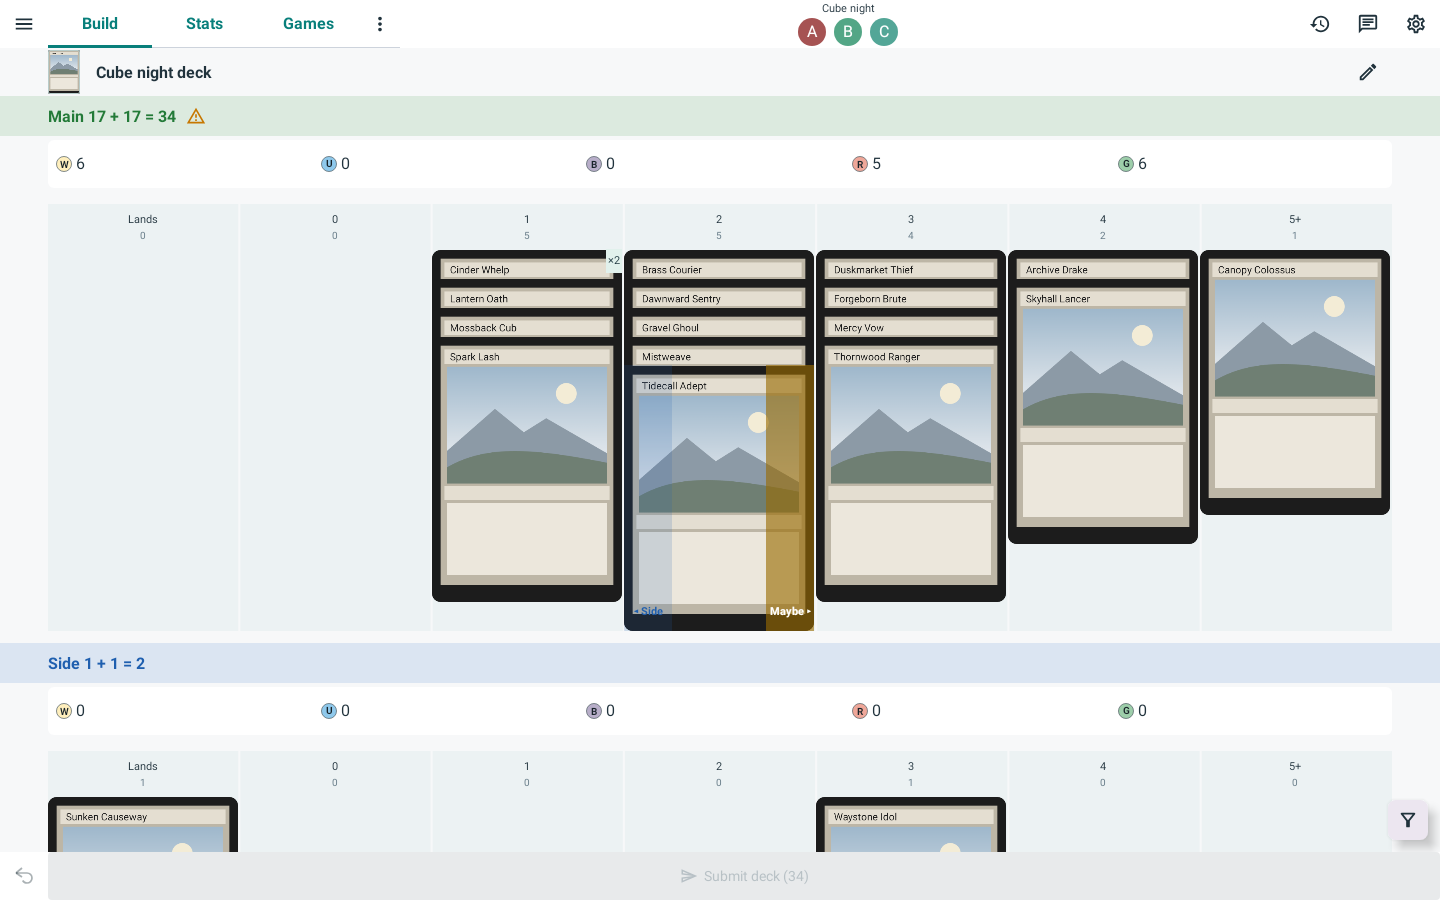 Build
Stats
Games
Cube night
A
B
C
Cube night deck
Main 17 + 17 = 34
W 6
U 0
B 0
R 5
G 6
Lands
0
0
0
1
5
2
5
3
4
4
2
5+
1
Cinder Whelp
×2
Lantern Oath
Mossback Cub
Spark Lash
Brass Courier
Dawnward Sentry
Gravel Ghoul
Mistweave
Tidecall Adept
Side
Maybe
Duskmarket Thief
Forgeborn Brute
Mercy Vow
Thornwood Ranger
Archive Drake
Skyhall Lancer
Canopy Colossus
Side 1 + 1 = 2
W 0
U 0
B 0
R 0
G 0
Lands
1
0
0
1
0
2
0
3
1
4
0
5+
0
Sunken Causeway
Waystone Idol
Submit deck (34)